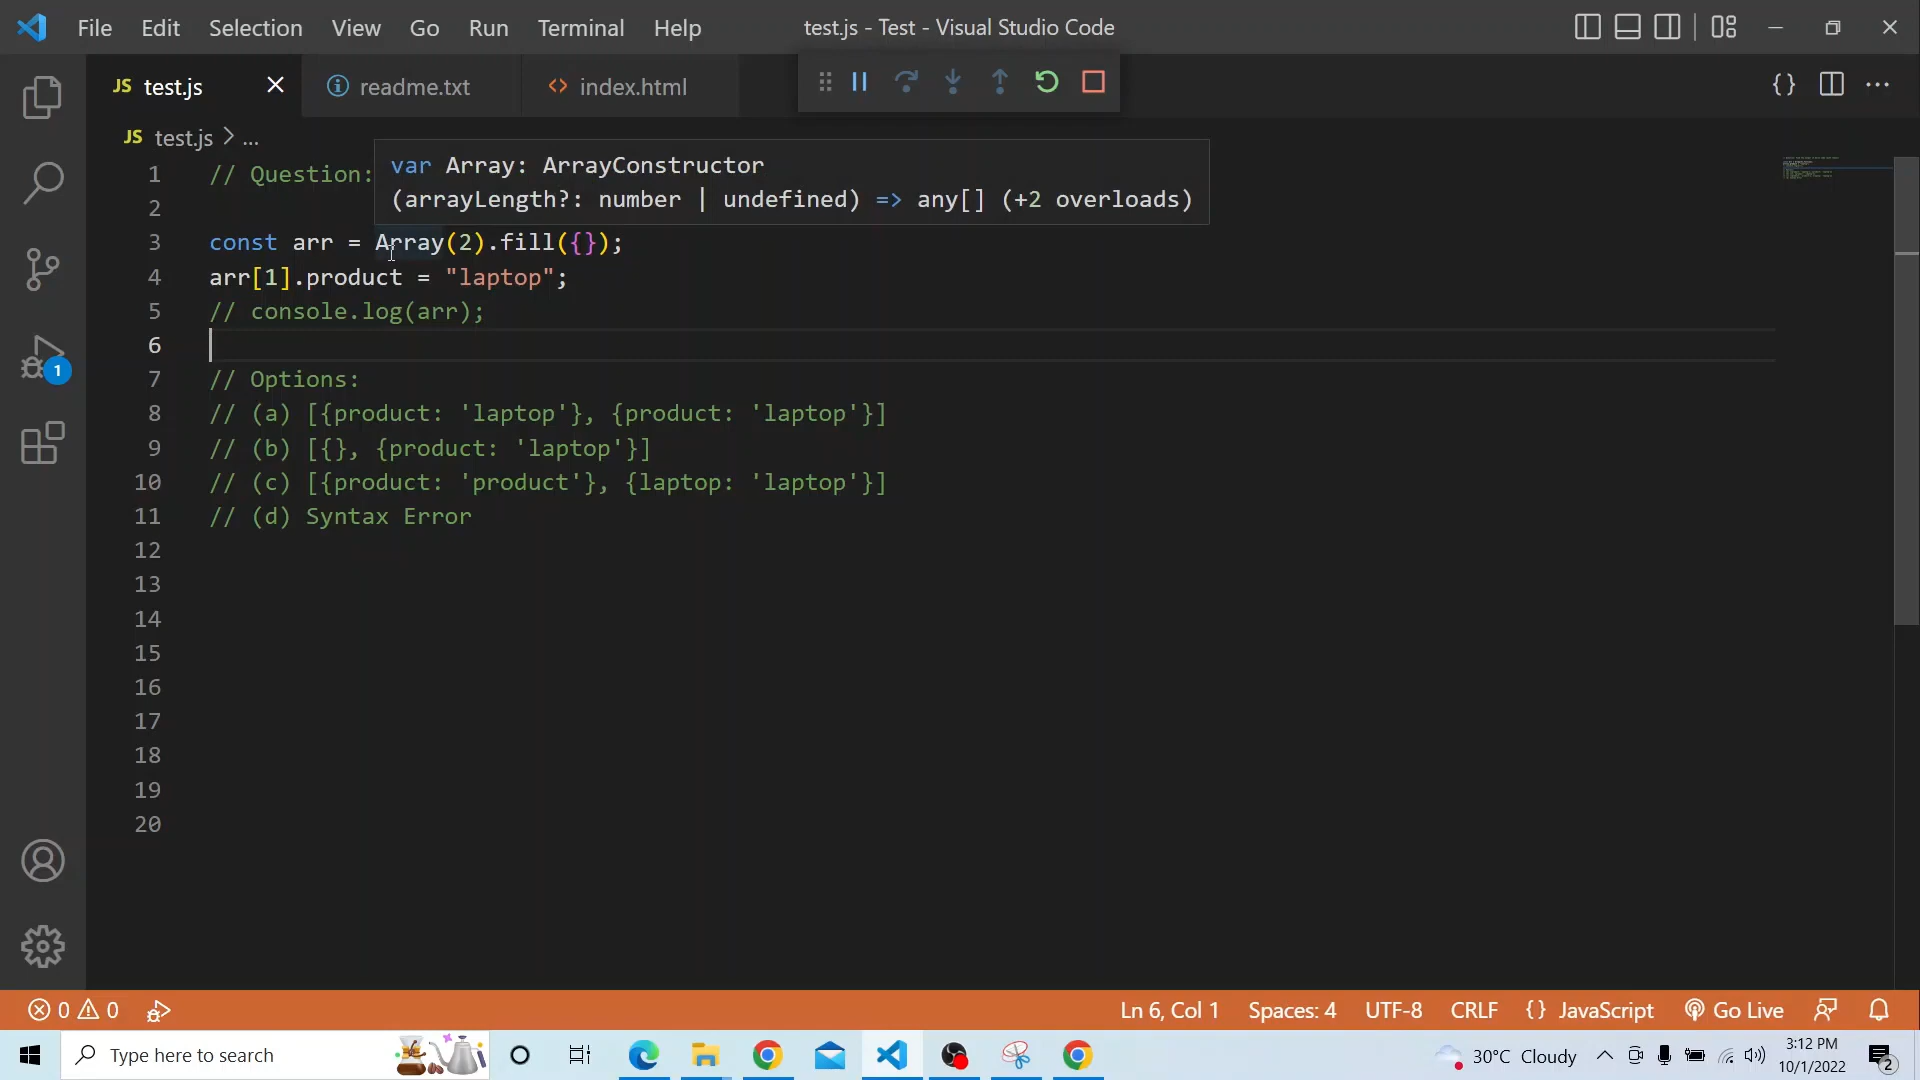 File Edit Selection View Go Run Terminal Help test.js - Test - Visual Studio Code
JS test.js readme.txt index.html
JS test.js > ...
var Array: ArrayConstructor
(arrayLength?: number | undefined) => any[] (+2 overloads)
1 // Question:
2
3 const arr = Array(2).fill({});
4 arr[1].product = "laptop";
5 // console.log(arr);
6
7 // Options:
8 // (a) [{product: 'laptop'}, {product: 'laptop'}]
9 // (b) [{}, {product: 'laptop'}]
10 // (c) [{product: 'product'}, {laptop: 'laptop'}]
11 // (d) Syntax Error
12
13
14
15
16
17
18
19
20
1
0 0 Ln 6, Col 1 Spaces: 4 UTF-8 CRLF {} JavaScript Go Live
Type here to search 30°C Cloudy 3:12 PM
10/1/2022 2